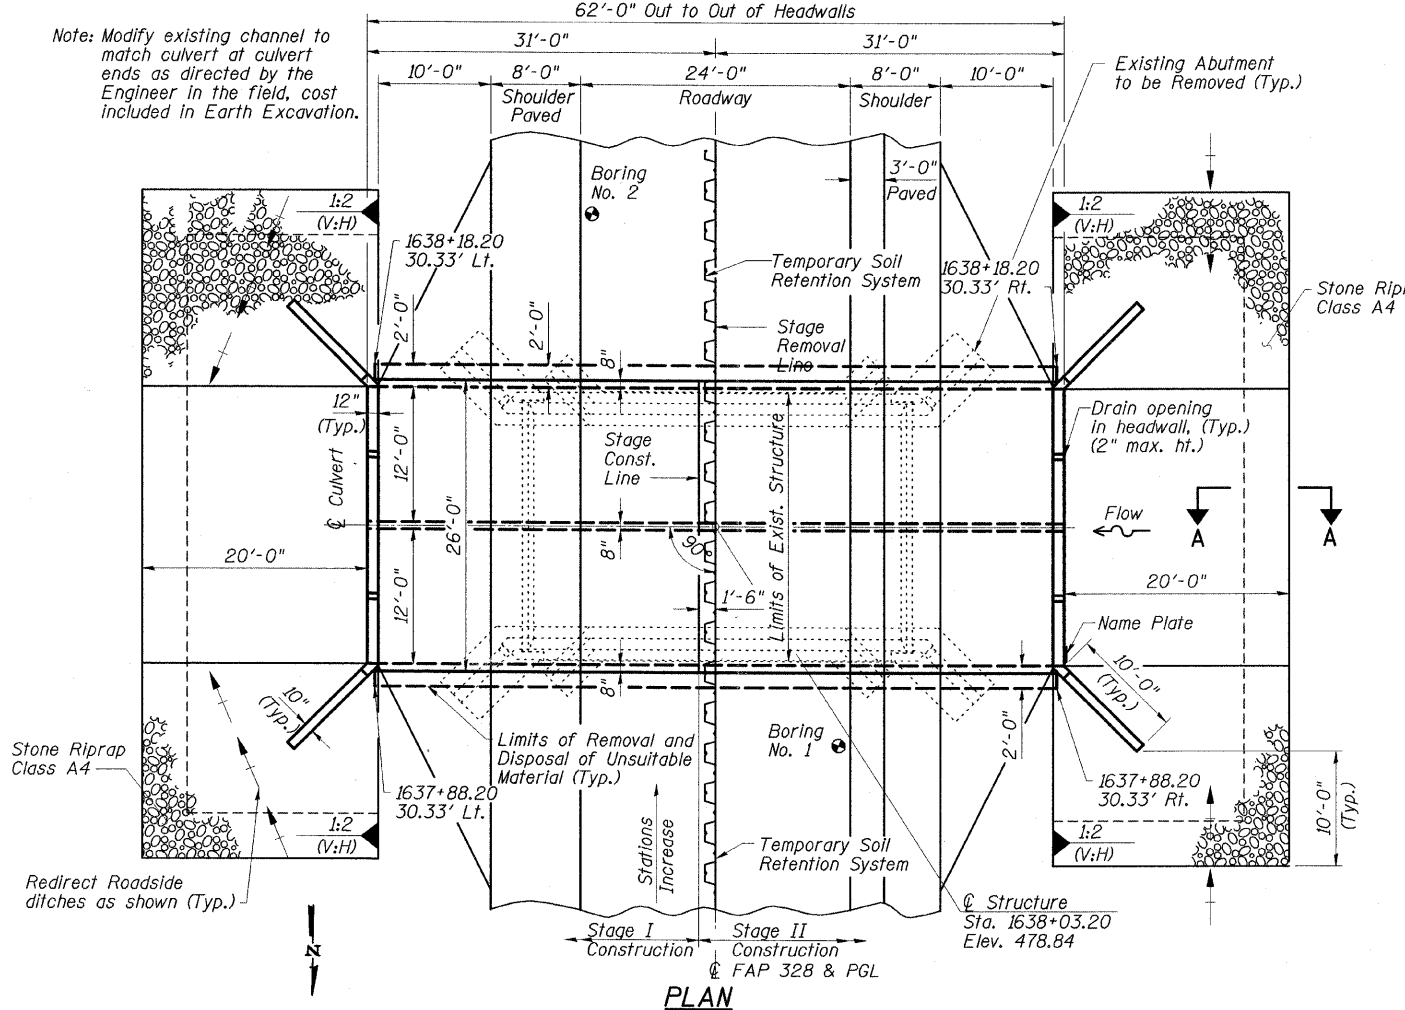 62'-0" Out to Out of Headwalls
Note: Modify existing channel to
match culvert at culvert
ends as directed by the
Engineer in the field, cost
included in Earth Excavation.
31'-0"
31'-0"
10'-0"
8'-0"
24'-0"
8'-0"
10'-0"
Shoulder
Paved
Roadway
Shoulder
Existing Abutment
to be Removed (Typ.)
3'-0"
Paved
Boring
No. 2
1:2
(V:H)
1:2
(V:H)
1638+18.20
30.33' Lt.
Temporary Soil
Retention System
1638+18.20
30.33' Rt.
Stone Ripr
Class A4
2'-0"
2'-0"
8"
Stage
Removal
Line
12"
(Typ.)
Drain opening
in headwall, (Typ.)
(2" max. ht.)
Stage
Const.
Line
℄ Culvert
12'-0"
26'-0"
Limits of Exist. Structure
Flow
A
A
20'-0"
12'-0"
8"
90°
1'-6"
20'-0"
Name Plate
10'-0"
(Typ.)
10"
(Typ.)
8"
2'-0"
Stone Riprap
Class A4
Limits of Removal and
Disposal of Unsuitable
Material (Typ.)
Boring
No. 1
1637+88.20
30.33' Lt.
1637+88.20
30.33' Rt.
10'-0"
(Typ.)
1:2
(V:H)
1:2
(V:H)
Stations
Increase
Temporary Soil
Retention System
Redirect Roadside
ditches as shown (Typ.)
℄ Structure
Sta. 1638+03.20
Elev. 478.84
N
Stage I
Construction
Stage II
Construction
℄ FAP 328 & PGL
PLAN